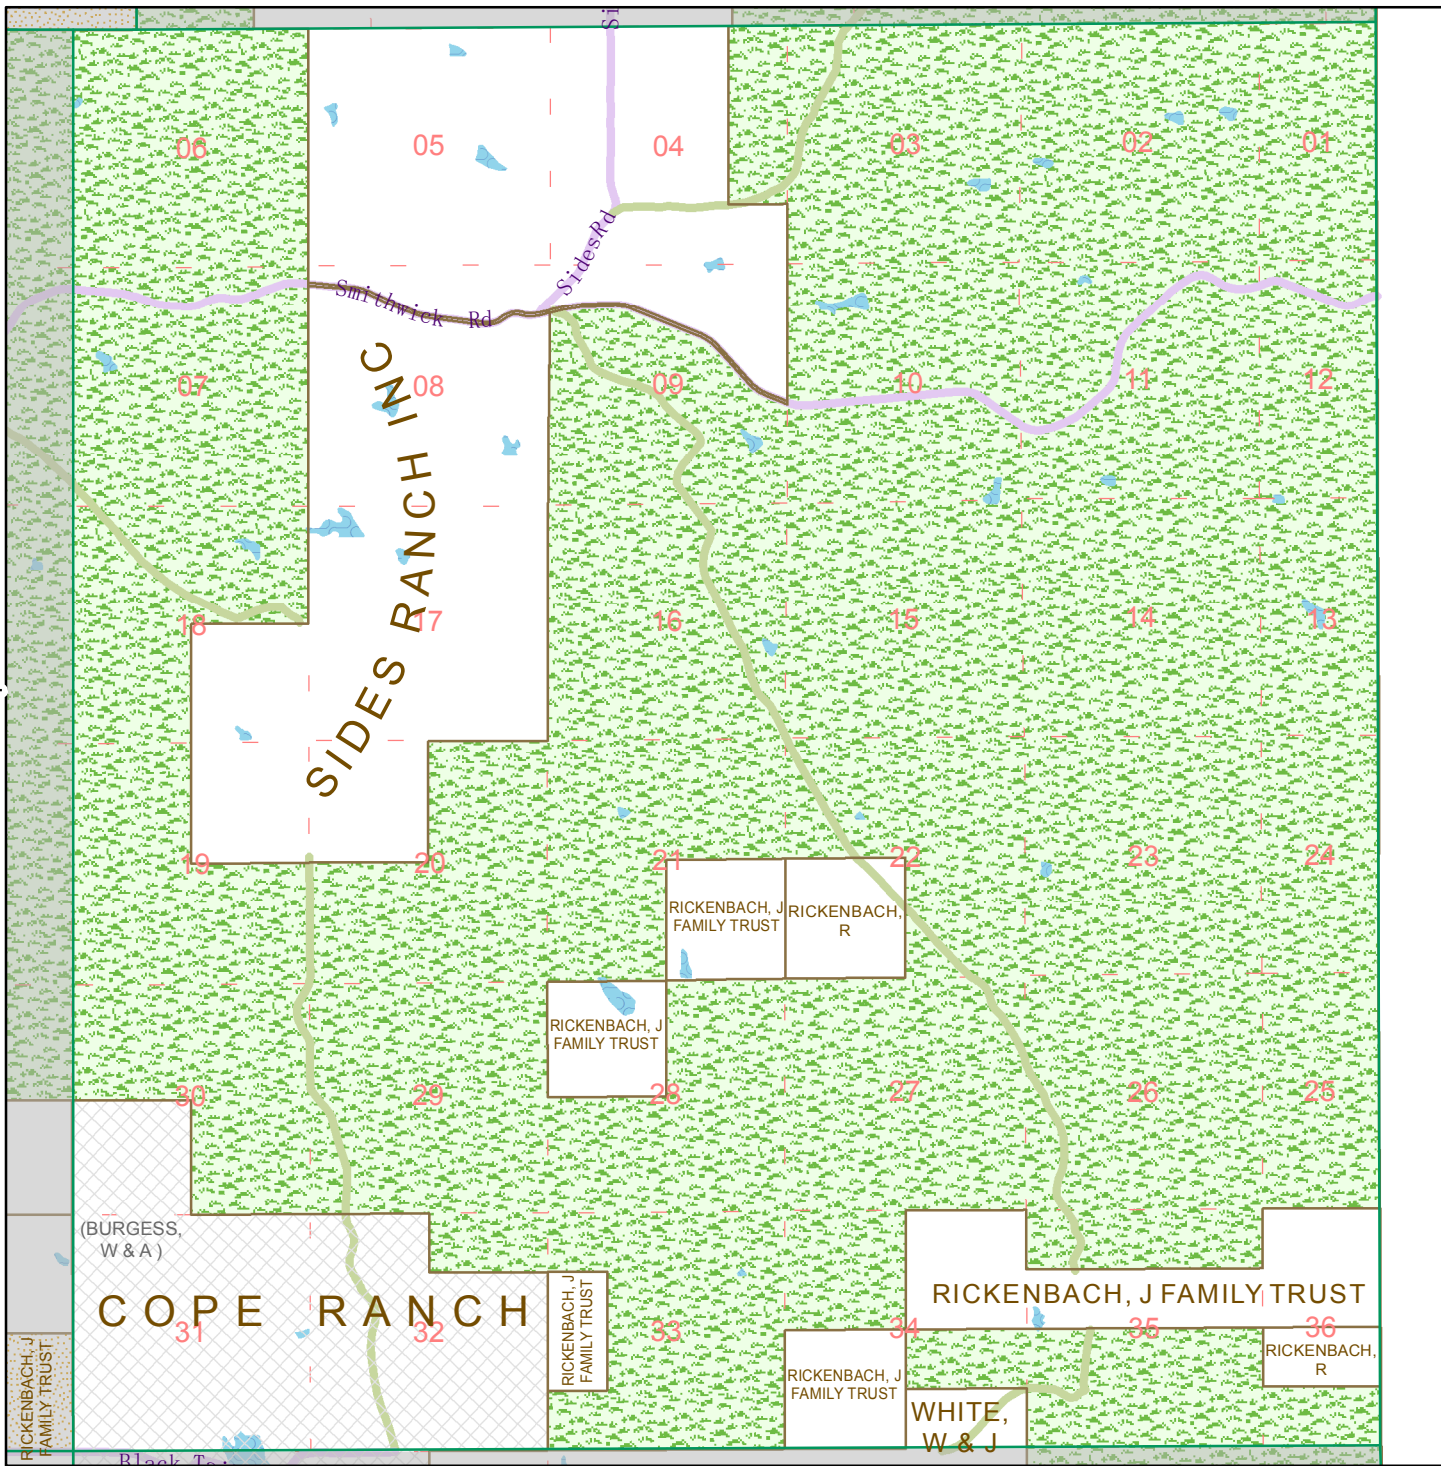 Si
06
05
04
03
02
01
Sides Rd
Smithwick Rd
07
08
09
10
11
12
SIDES RANCH INC
18
17
16
15
14
13
19
20
21
22
23
24
RICKENBACH, J
FAMILY TRUST
RICKENBACH,
R
RICKENBACH, J
FAMILY TRUST
30
29
28
27
26
25
(BURGESS,
W & A )
COPE RANCH
31
32
RICKENBACH, J
FAMILY TRUST
33
34
RICKENBACH, J FAMILY TRUST
35
36
RICKENBACH, J
FAMILY TRUST
RICKENBACH, J
FAMILY TRUST
WHITE,
W & J
RICKENBACH,
R